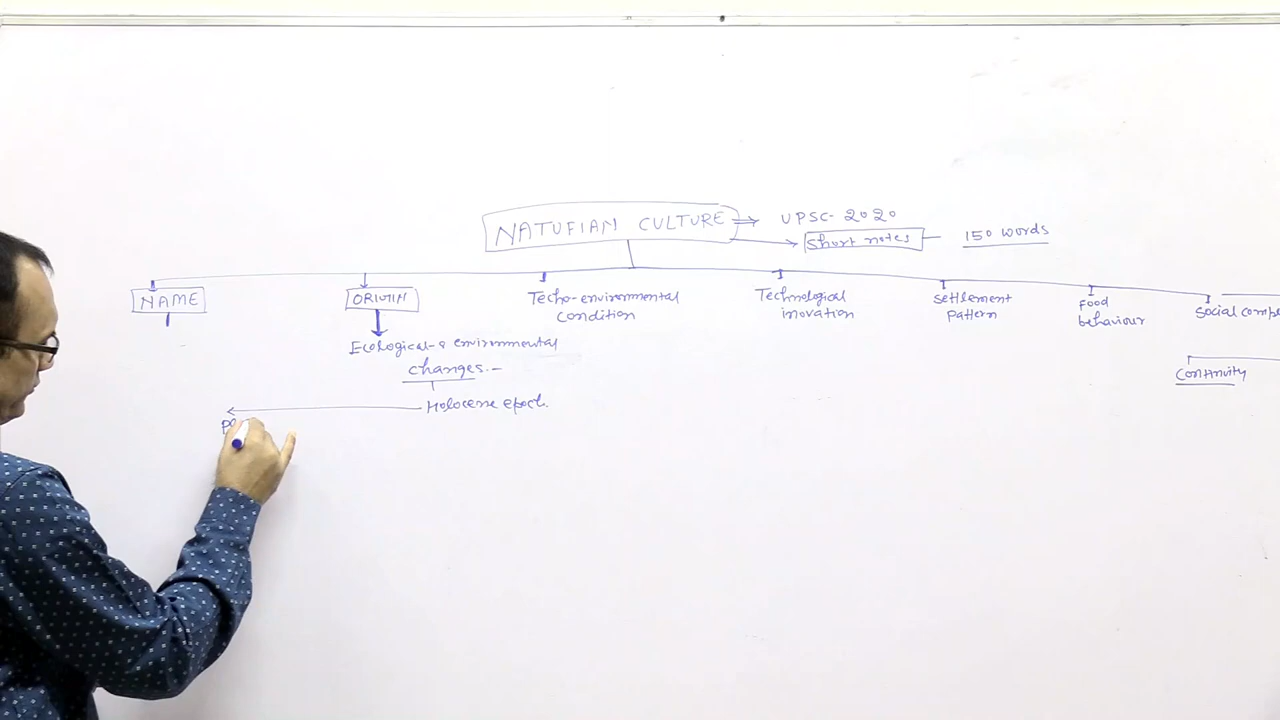 NATUFIAN CULTURE
UPSC- 2020
Short notes
150 words
NAME
ORIGIN
Techo-environmental
condition
Technological
inovation
Settlement
pattern
Food
behaviour
Social comple
Ecological & environmental
changes.-
Continuity
Holocene epoch.